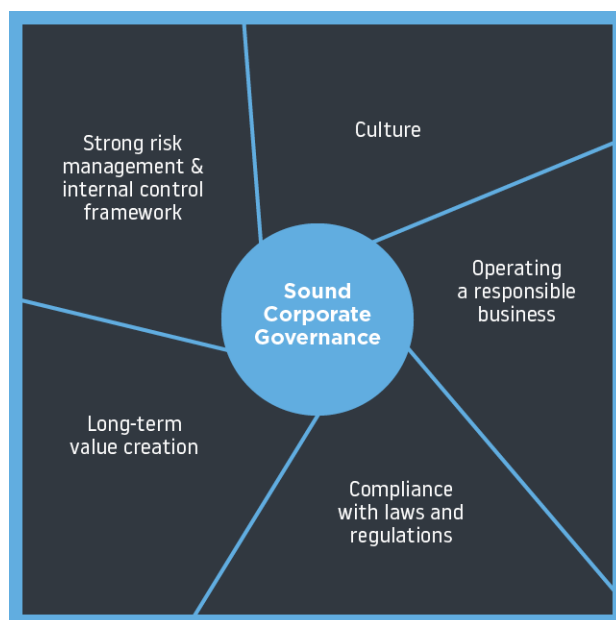 Culture
Strong risk
management &
internal control
framework
Operating
a responsible
business
Sound
Corporate
Governance
Long-term
value creation
Compliance
with laws and
regulations